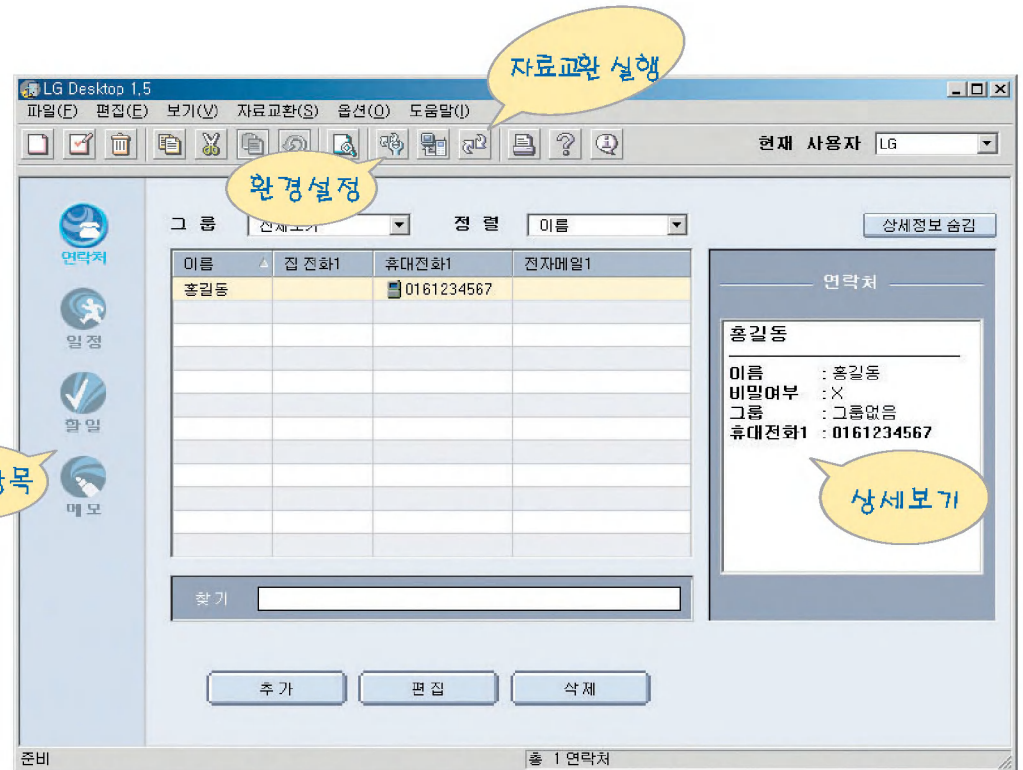 자료교환 실행
LG Desktop 1,5
파일(F) 편집(E) 보기(V) 자료교환(S) 옵션(O) 도움말(I)
현재 사용자 LG
환경설정
그 룹 전체보기 정 렬 이름 상세정보 숨김
연락처
이름 집 전화1 휴대전화1 전자메일1
홍길동 0161234567
연락처
일정
홍길동
이름 : 홍길동
비밀여부 : X
그룹 : 그룹없음
휴대전화1 : 0161234567
할일
목
상세보기
메모
찾기
추가 편집 삭제
준비 총 1 연락처